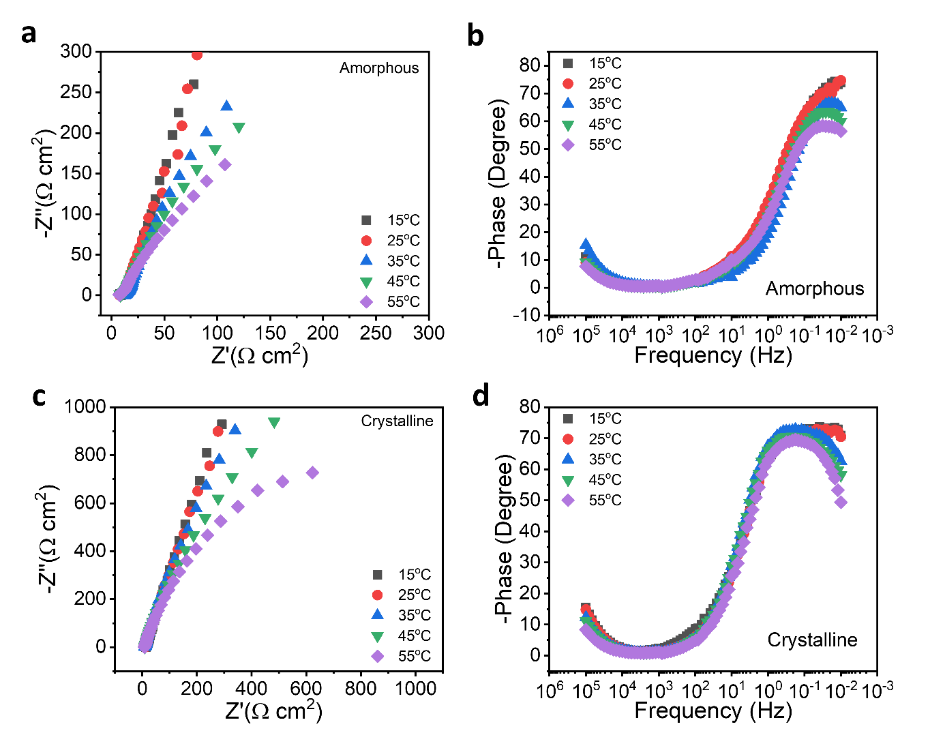 a
300
250
200
150
100
50
0
-Z''(Ω cm²)
Amorphous
15ºC
25ºC
35ºC
45ºC
55ºC
0 50 100 150 200 250 300
Z'(Ω cm²)
b
80
70
60
50
40
30
20
10
0
-10
-Phase (Degree)
15ºC
25ºC
35ºC
45ºC
55ºC
Amorphous
10⁶ 10⁵ 10⁴ 10³ 10² 10¹ 10⁰ 10⁻¹ 10⁻² 10⁻³
Frequency (Hz)
c
1000
800
600
400
200
0
-Z''(Ω cm²)
Crystalline
15ºC
25ºC
35ºC
45ºC
55ºC
0 200 400 600 800 1000
Z'(Ω cm²)
d
80
70
60
50
40
30
20
10
0
-Phase (Degree)
15ºC
25ºC
35ºC
45ºC
55ºC
Crystalline
10⁶ 10⁵ 10⁴ 10³ 10² 10¹ 10⁰ 10⁻¹ 10⁻² 10⁻³
Frequency (Hz)